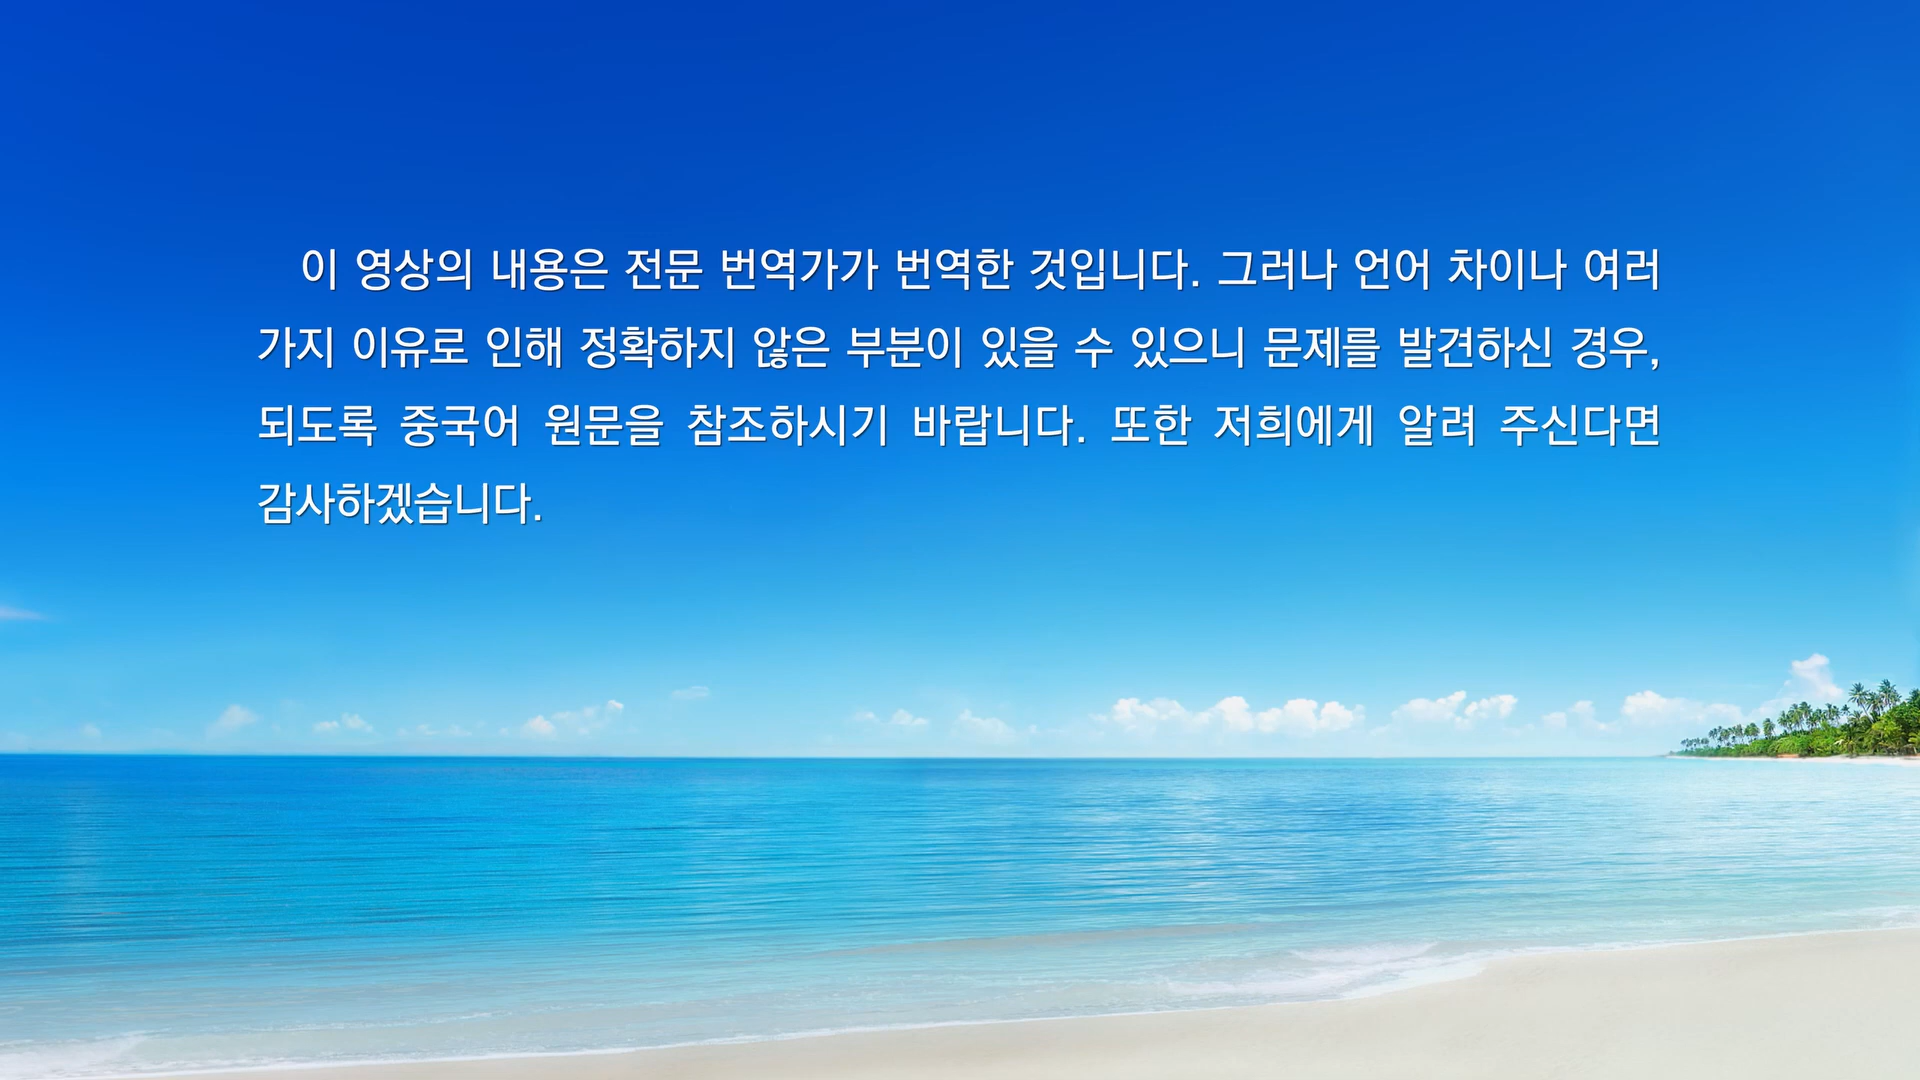 이 영상의 내용은 전문 번역가가 번역한 것입니다. 그러나 언어 차이나 여러
가지 이유로 인해 정확하지 않은 부분이 있을 수 있으니 문제를 발견하신 경우,
되도록 중국어 원문을 참조하시기 바랍니다. 또한 저희에게 알려 주신다면
감사하겠습니다.